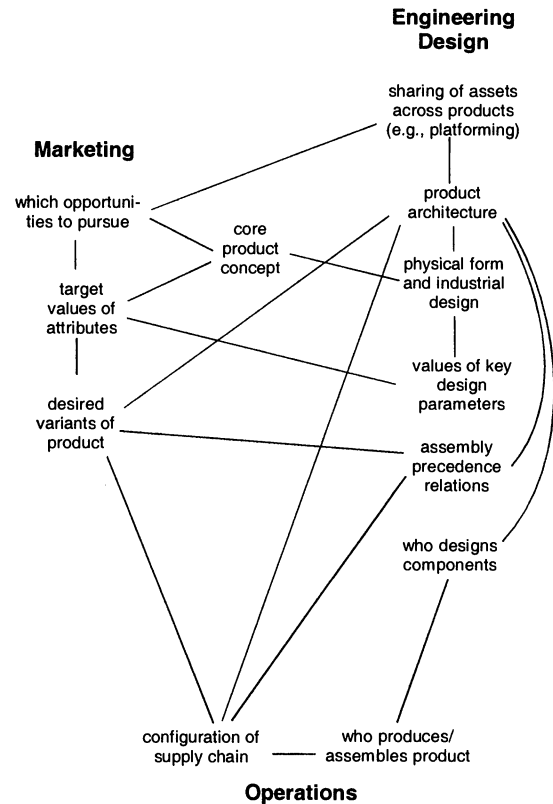 Engineering
Design
sharing of assets
across products
(e.g., platforming)
Marketing
which opportuni-
ties to pursue
product
architecture
core
product
concept
physical form
and industrial
design
target
values of
attributes
values of key
design
parameters
desired
variants of
product
assembly
precedence
relations
who designs
components
configuration of
supply chain
who produces/
assembles product
Operations